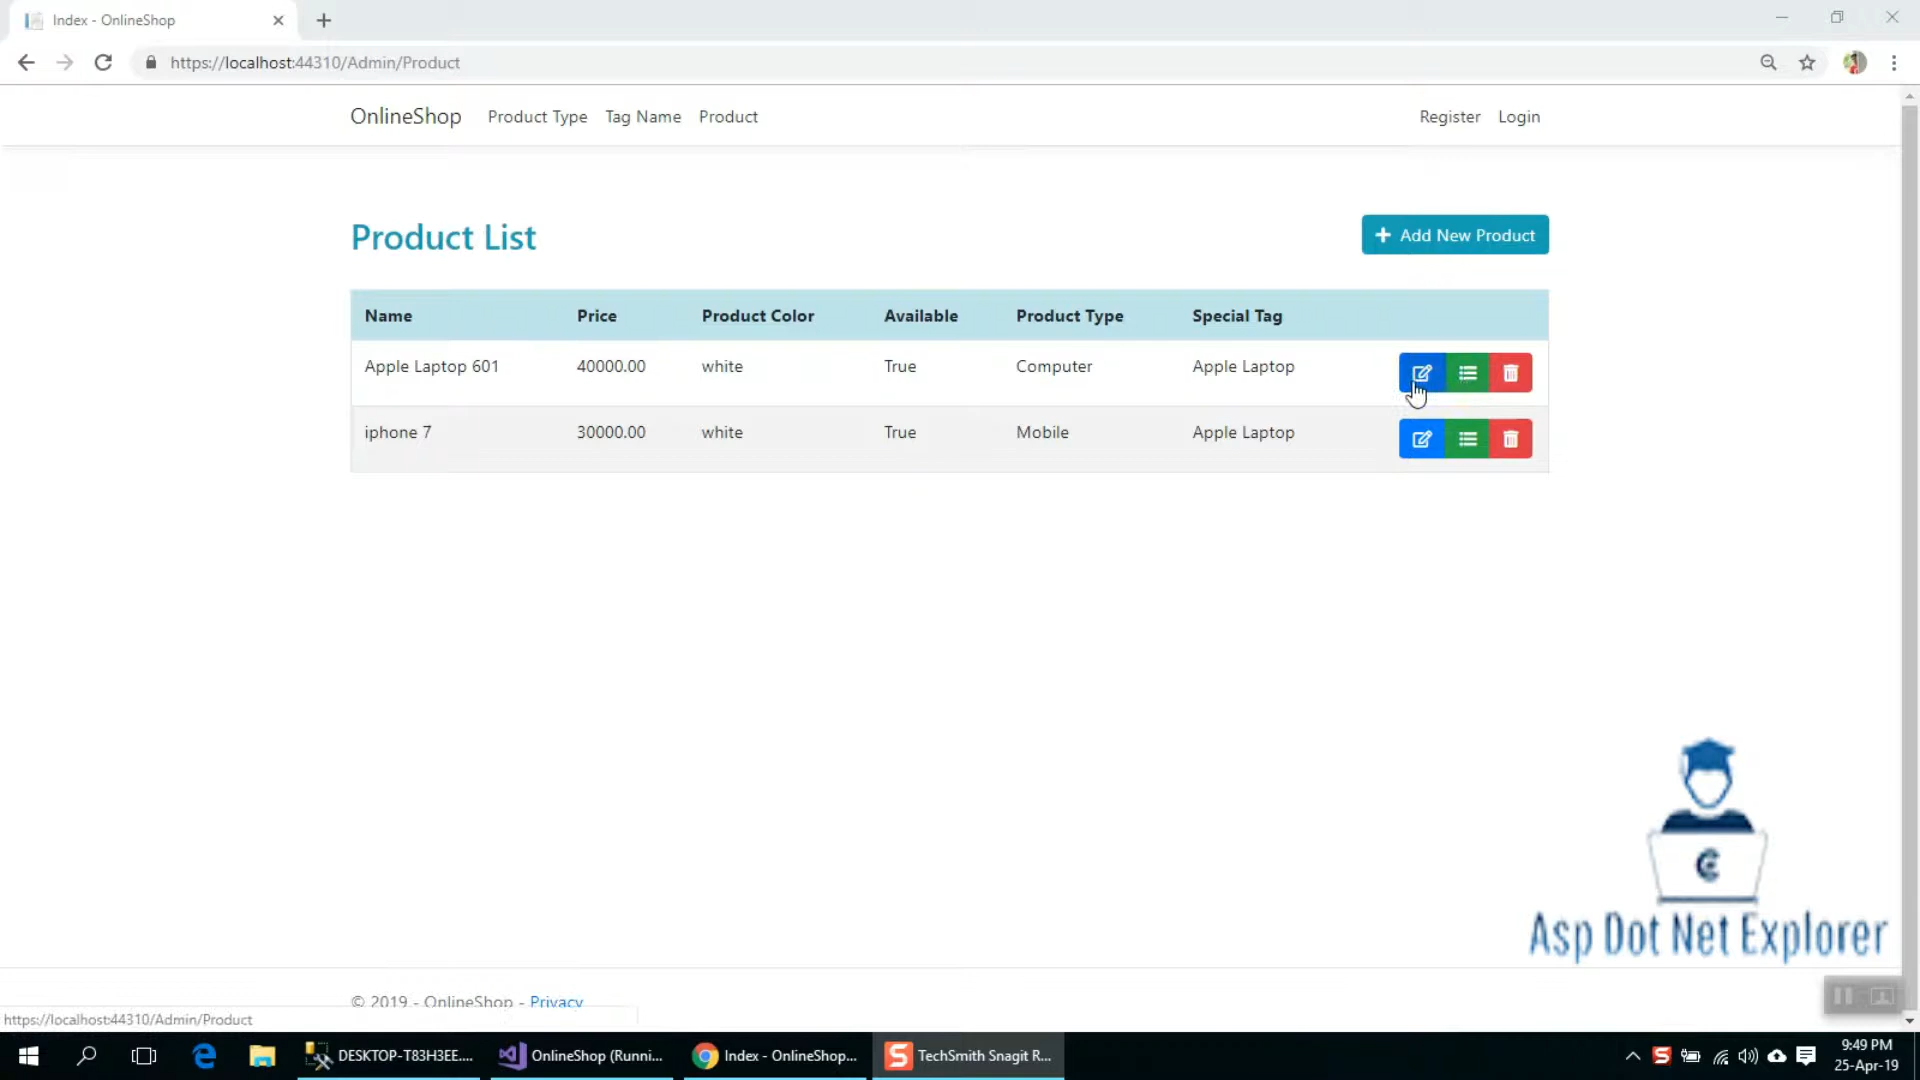 Index - OnlineShop
https://localhost:44310/Admin/Product
OnlineShop Product Type Tag Name Product Register Login
Product List
Add New Product
Name Price Product Color Available Product Type Special Tag
Apple Laptop 601 40000.00 white True Computer Apple Laptop
iphone 7 30000.00 white True Mobile Apple Laptop
Asp Dot Net Explorer
© 2019 - OnlineShop - Privacy
https://localhost:44310/Admin/Product
DESKTOP-T83H3EE.... OnlineShop (Runni... Index - OnlineShop... S TechSmith Snagit R... S 9:49 PM
25-Apr-19